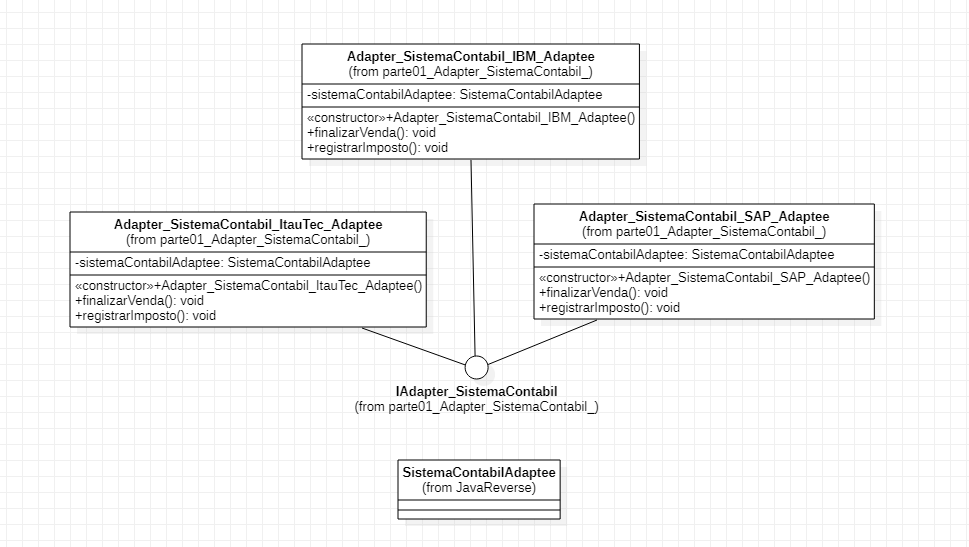 Adapter_SistemaContabil_IBM_Adaptee
(from parte01_Adapter_SistemaContabil_)
-sistemaContabilAdaptee: SistemaContabilAdaptee
«constructor»+Adapter_SistemaContabil_IBM_Adaptee()
+finalizarVenda(): void
+registrarImposto(): void
Adapter_SistemaContabil_ItauTec_Adaptee
(from parte01_Adapter_SistemaContabil_)
-sistemaContabilAdaptee: SistemaContabilAdaptee
«constructor»+Adapter_SistemaContabil_ItauTec_Adaptee()
+finalizarVenda(): void
+registrarImposto(): void
Adapter_SistemaContabil_SAP_Adaptee
(from parte01_Adapter_SistemaContabil_)
-sistemaContabilAdaptee: SistemaContabilAdaptee
«constructor»+Adapter_SistemaContabil_SAP_Adaptee()
+finalizarVenda(): void
+registrarImposto(): void
IAdapter_SistemaContabil
(from parte01_Adapter_SistemaContabil_)
SistemaContabilAdaptee
(from JavaReverse)